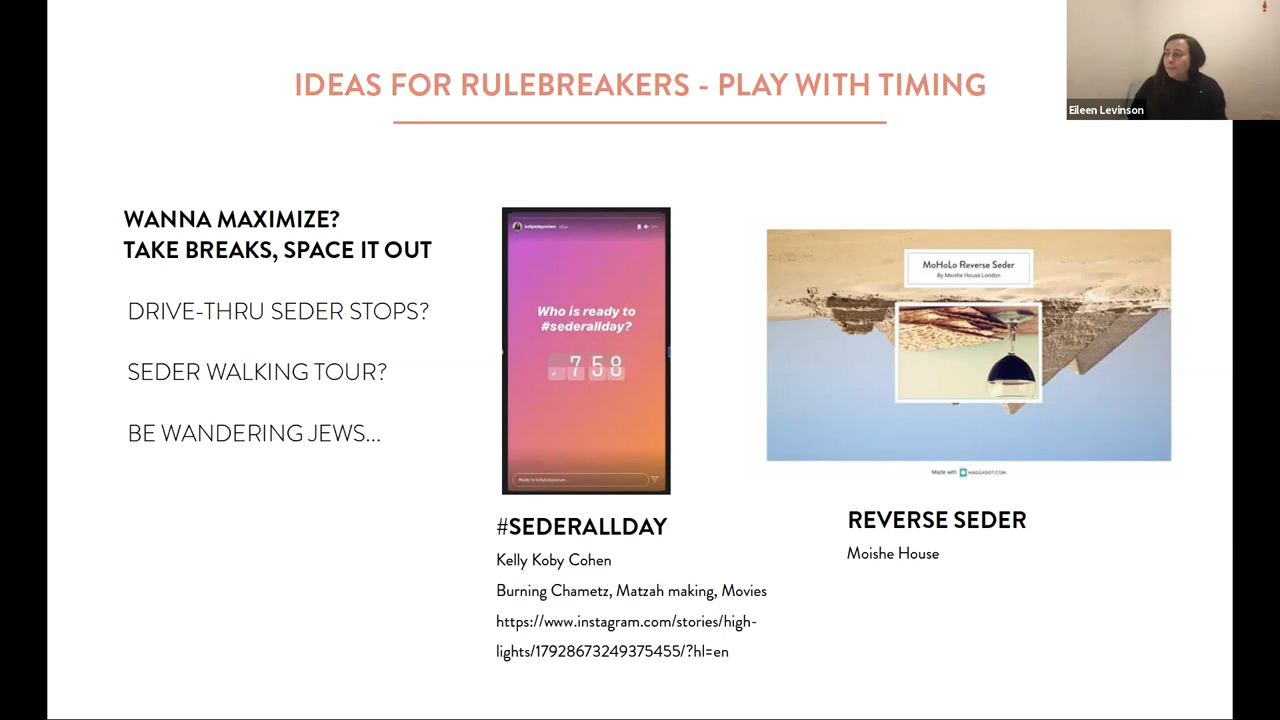 IDEAS FOR RULEBREAKERS - PLAY WITH TIMING
Eileen Levinson
WANNA MAXIMIZE?
TAKE BREAKS, SPACE IT OUT
DRIVE-THRU SEDER STOPS?
SEDER WALKING TOUR?
BE WANDERING JEWS...
Who is ready to
#sederallday?
7 58
#SEDERALLDAY
Kelly Koby Cohen
Burning Chametz, Matzah making, Movies
https://www.instagram.com/stories/high-
lights/17928673249375455/?hl=en
MoHoLo Reverse Seder
By Moishe House London
Made with HAGGADOT.COM
REVERSE SEDER
Moishe House